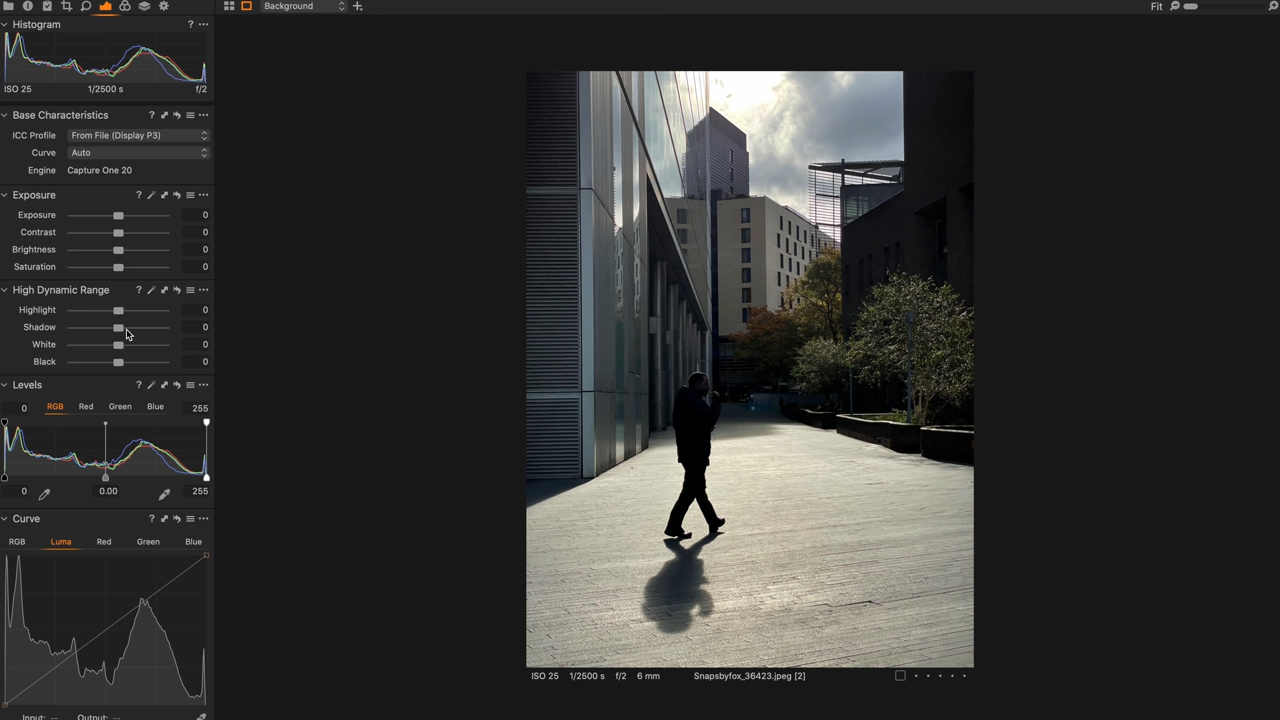 Background
Fit
Histogram ?
ISO 25 1/2500 s f/2
Base Characteristics ?
ICC Profile From File (Display P3)
Curve Auto
Engine Capture One 20
Exposure ?
Exposure 0
Contrast 0
Brightness 0
Saturation 0
High Dynamic Range ?
Highlight 0
Shadow 0
White 0
Black 0
Levels ?
0 RGB Red Green Blue 255
0 0.00 255
Curve ?
RGB Luma Red Green Blue
Input: -- Output: --
ISO 25 1/2500 s f/2 6 mm Snapsbyfox_36423.jpeg [2]